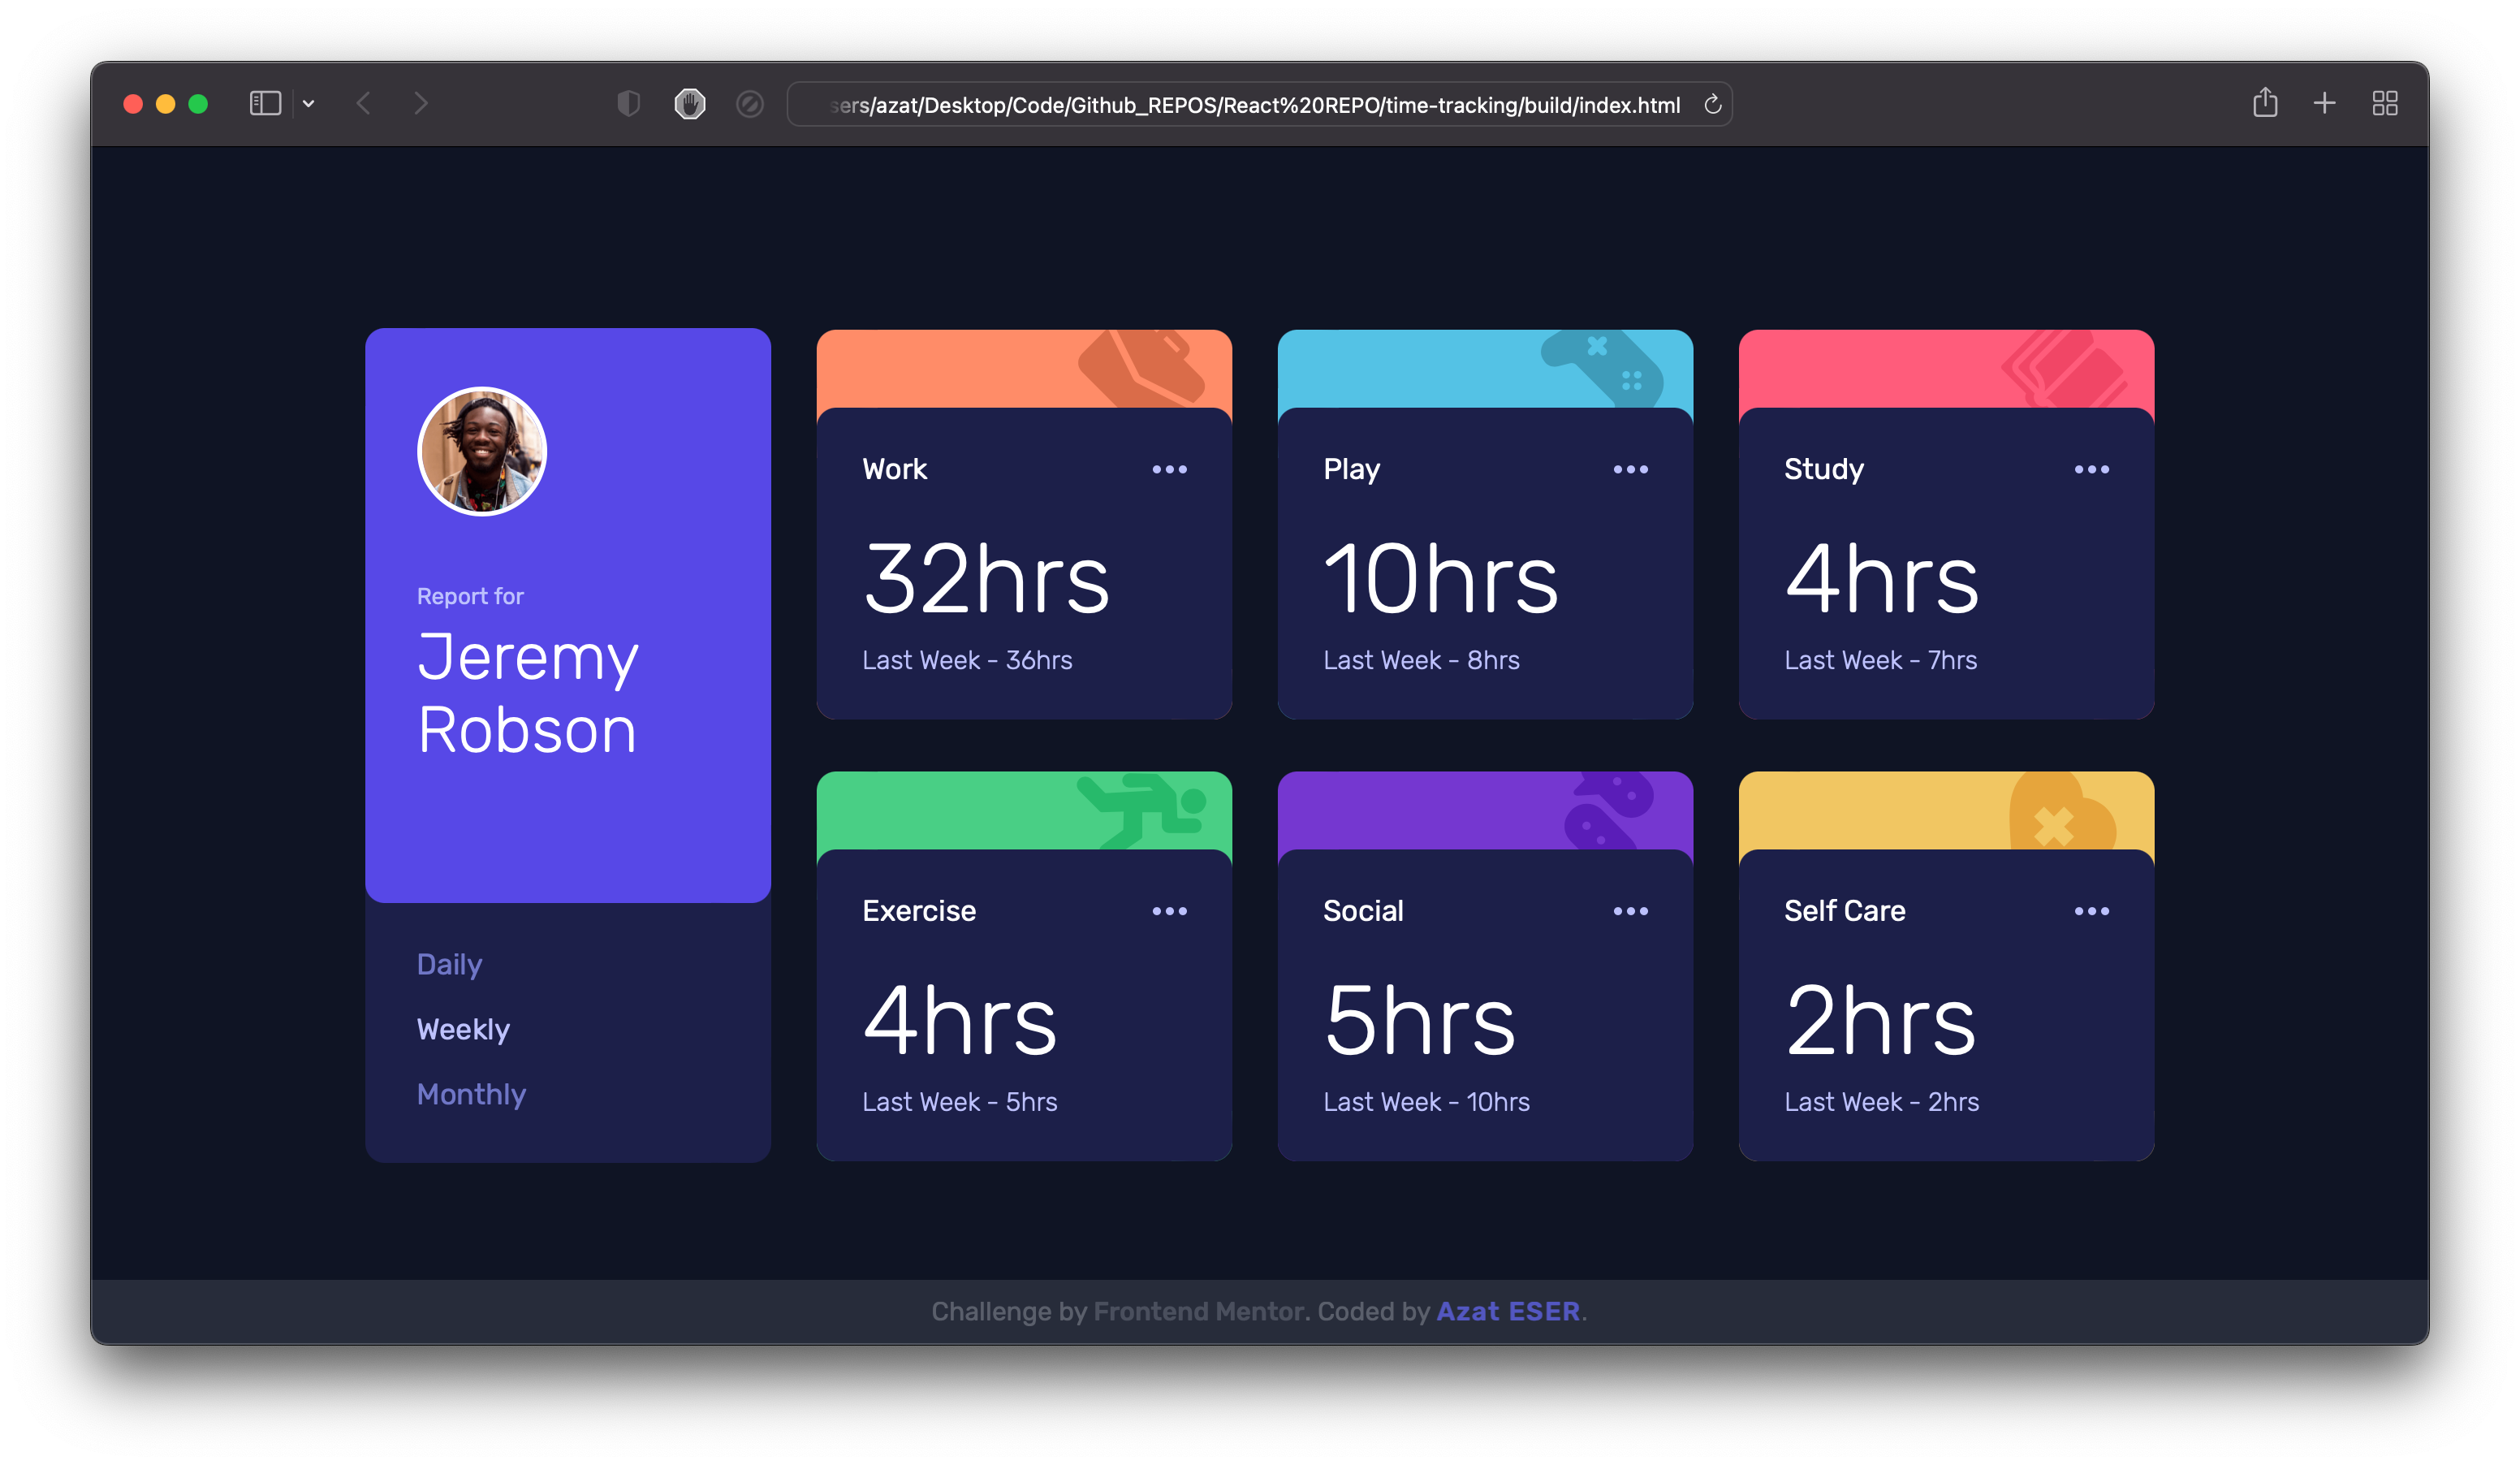 sers/azat/Desktop/Code/Github_REPOS/React%20REPO/time-tracking/build/index.html
Report for
Jeremy
Robson
Daily
Weekly
Monthly
Work
32hrs
Last Week - 36hrs
Play
10hrs
Last Week - 8hrs
Study
4hrs
Last Week - 7hrs
Exercise
4hrs
Last Week - 5hrs
Social
5hrs
Last Week - 10hrs
Self Care
2hrs
Last Week - 2hrs
Challenge by Frontend Mentor. Coded by Azat ESER.